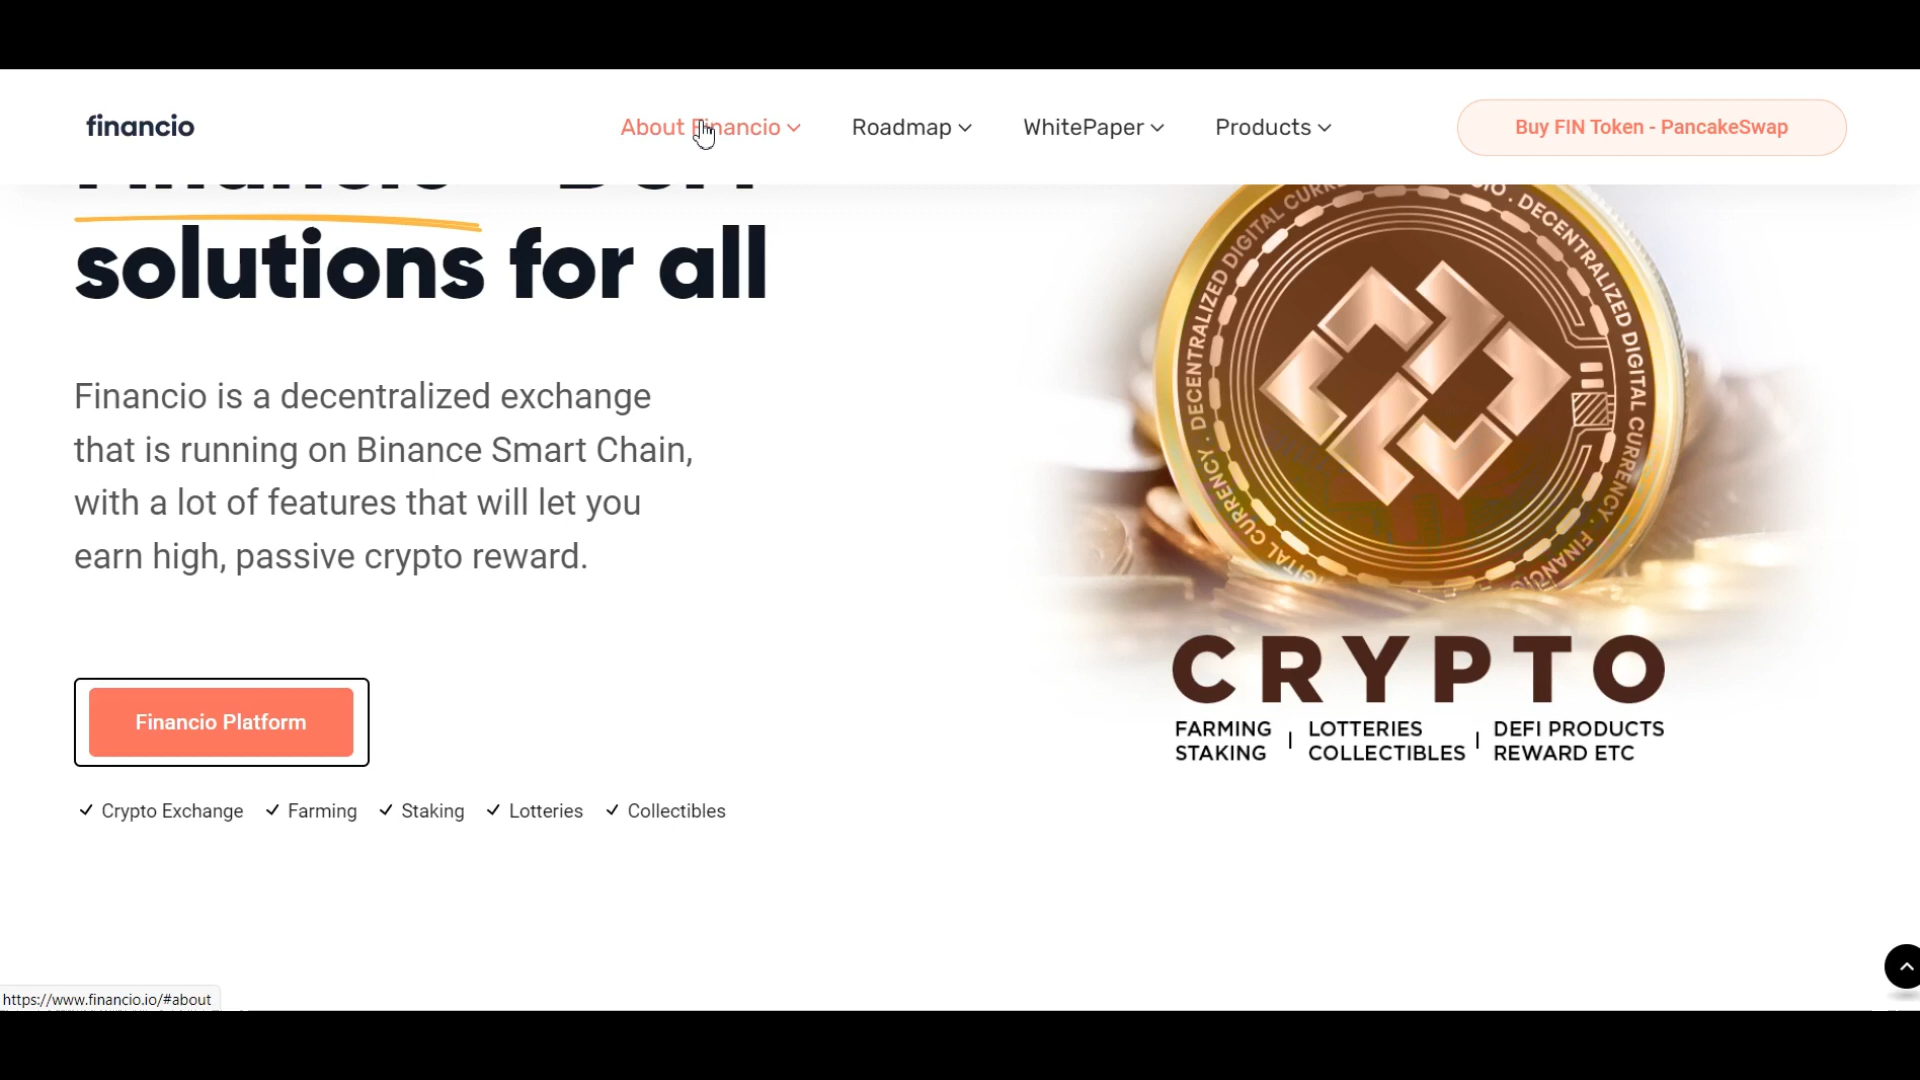 financio
About Financio
Roadmap
WhitePaper
Products
Buy FIN Token - PancakeSwap
solutions for all
Financio is a decentralized exchange
that is running on Binance Smart Chain,
with a lot of features that will let you
earn high, passive crypto reward.
Financio Platform
Crypto Exchange
Farming
Staking
Lotteries
Collectibles
DECENTRALIZED DIGITAL CURRENCY
DECENTRALIZED DIGITAL CURRENCY
CRYPTO
FARMING
STAKING
LOTTERIES
COLLECTIBLES
DEFI PRODUCTS
REWARD ETC
https://www.financio.io/#about